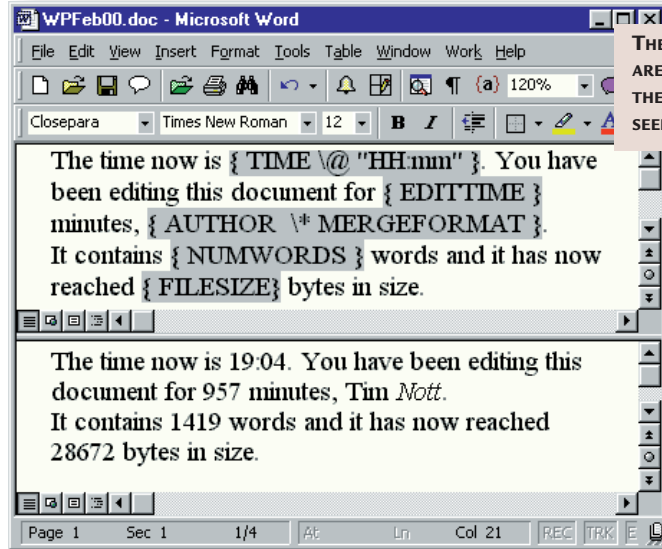 WPFeb00.doc - Microsoft Word
File Edit View Insert Format Tools Table Window Work Help
THE
ARE
THE
SEE
{a} 120%
Closepara Times New Roman 12 B I A
The time now is { TIME \@ "HH:mm" }. You have
been editing this document for { EDITTIME }
minutes, { AUTHOR \* MERGEFORMAT }.
It contains { NUMWORDS } words and it has now
reached { FILESIZE} bytes in size.
The time now is 19:04. You have been editing this
document for 957 minutes, Tim Nott.
It contains 1419 words and it has now reached
28672 bytes in size.
Page 1 Sec 1 1/4 At Ln Col 21 REC TRK E